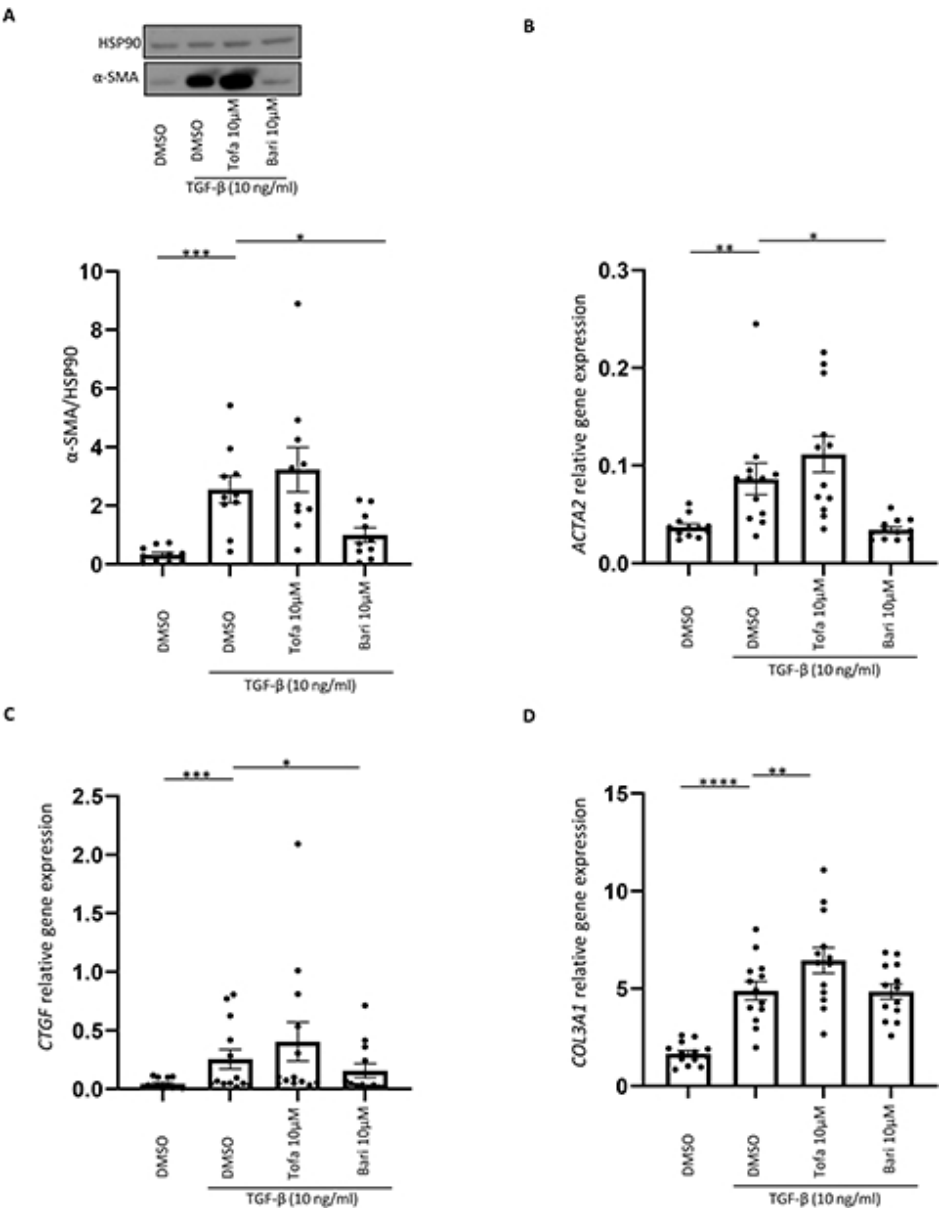 A
HSP90
α-SMA
DMSO
DMSO
Tofa 10µM
Bari 10µM
TGF-β (10 ng/ml)
***
*
α-SMA/HSP90
10
8
6
4
2
0
DMSO
DMSO
Tofa 10µM
Bari 10µM
TGF-β (10 ng/ml)
B
**
*
ACTA2 relative gene expression
0.3
0.2
0.1
0.0
DMSO
DMSO
Tofa 10µM
Bari 10µM
TGF-β (10 ng/ml)
C
***
*
CTGF relative gene expression
2.5
2.0
1.5
1.0
0.5
0.0
DMSO
DMSO
Tofa 10µM
Bari 10µM
TGF-β (10 ng/ml)
D
****
**
COL3A1 relative gene expression
15
10
5
0
DMSO
DMSO
Tofa 10µM
Bari 10µM
TGF-β (10 ng/ml)